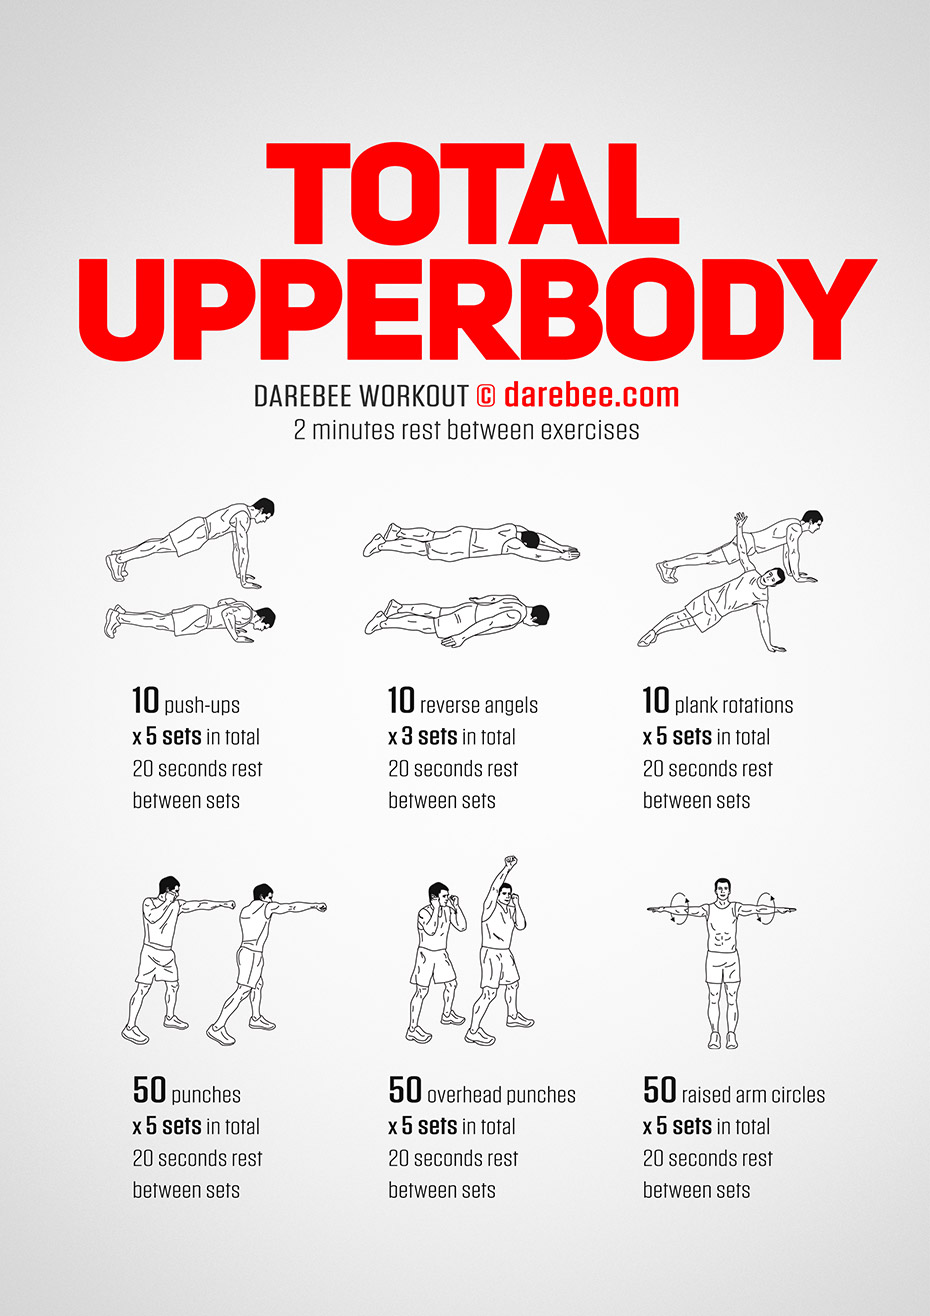 TOTAL
UPPERBODY
DAREBEE WORKOUT © darebee.com
2 minutes rest between exercises
10 push-ups
x 5 sets in total
20 seconds rest
between sets
10 reverse angels
x 3 sets in total
20 seconds rest
between sets
10 plank rotations
x 5 sets in total
20 seconds rest
between sets
50 punches
x 5 sets in total
20 seconds rest
between sets
50 overhead punches
x 5 sets in total
20 seconds rest
between sets
50 raised arm circles
x 5 sets in total
20 seconds rest
between sets